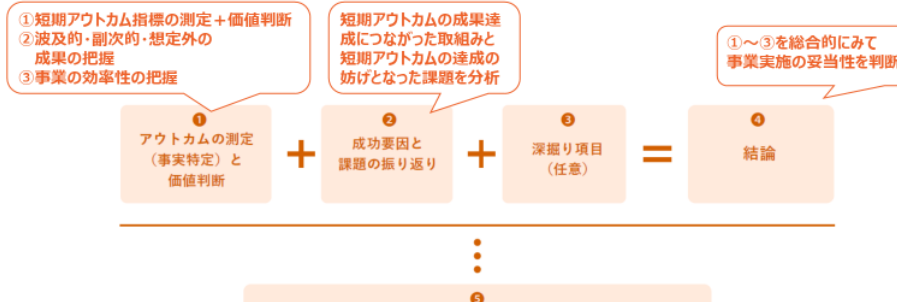 ①短期アウトカム指標の測定+価値判断
②波及的・副次的・想定外の
成果の把握
③事業の効率性の把握
短期アウトカムの成果達
成につながった取組みと
短期アウトカムの達成の
妨げとなった課題を分析
①~③を総合的にみて
事業実施の妥当性を判断
❶
アウトカムの測定
(事実特定)と
価値判断
+
❷
成功要因と
課題の振り返り
+
❸
深掘り項目
(任意)
=
❹
結論
❺